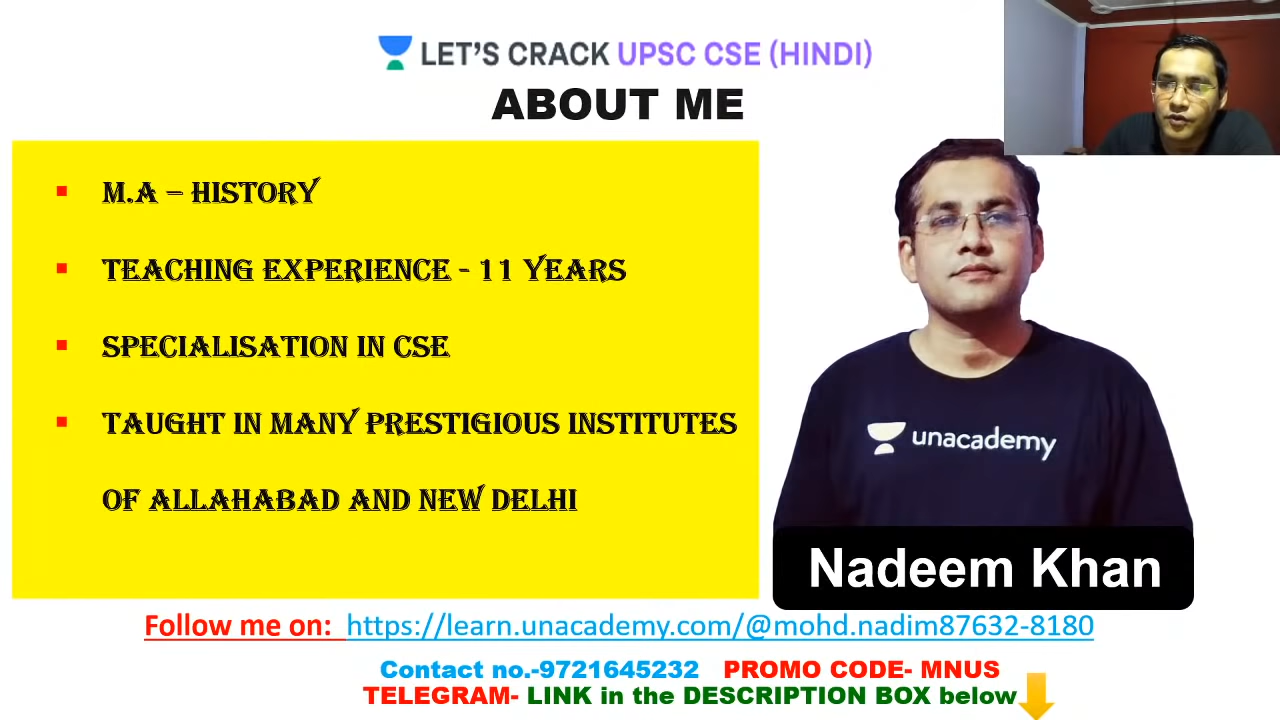 LET'S CRACK UPSC CSE (HINDI)
ABOUT ME
M.A – HISTORY
TEACHING EXPERIENCE - 11 YEARS
SPECIALISATION IN CSE
TAUGHT IN MANY PRESTIGIOUS INSTITUTES
OF ALLAHABAD AND NEW DELHI
unacademy
Nadeem Khan
Follow me on: https://learn.unacademy.com/@mohd.nadim87632-8180
Contact no.-9721645232 PROMO CODE- MNUS
TELEGRAM- LINK in the DESCRIPTION BOX below